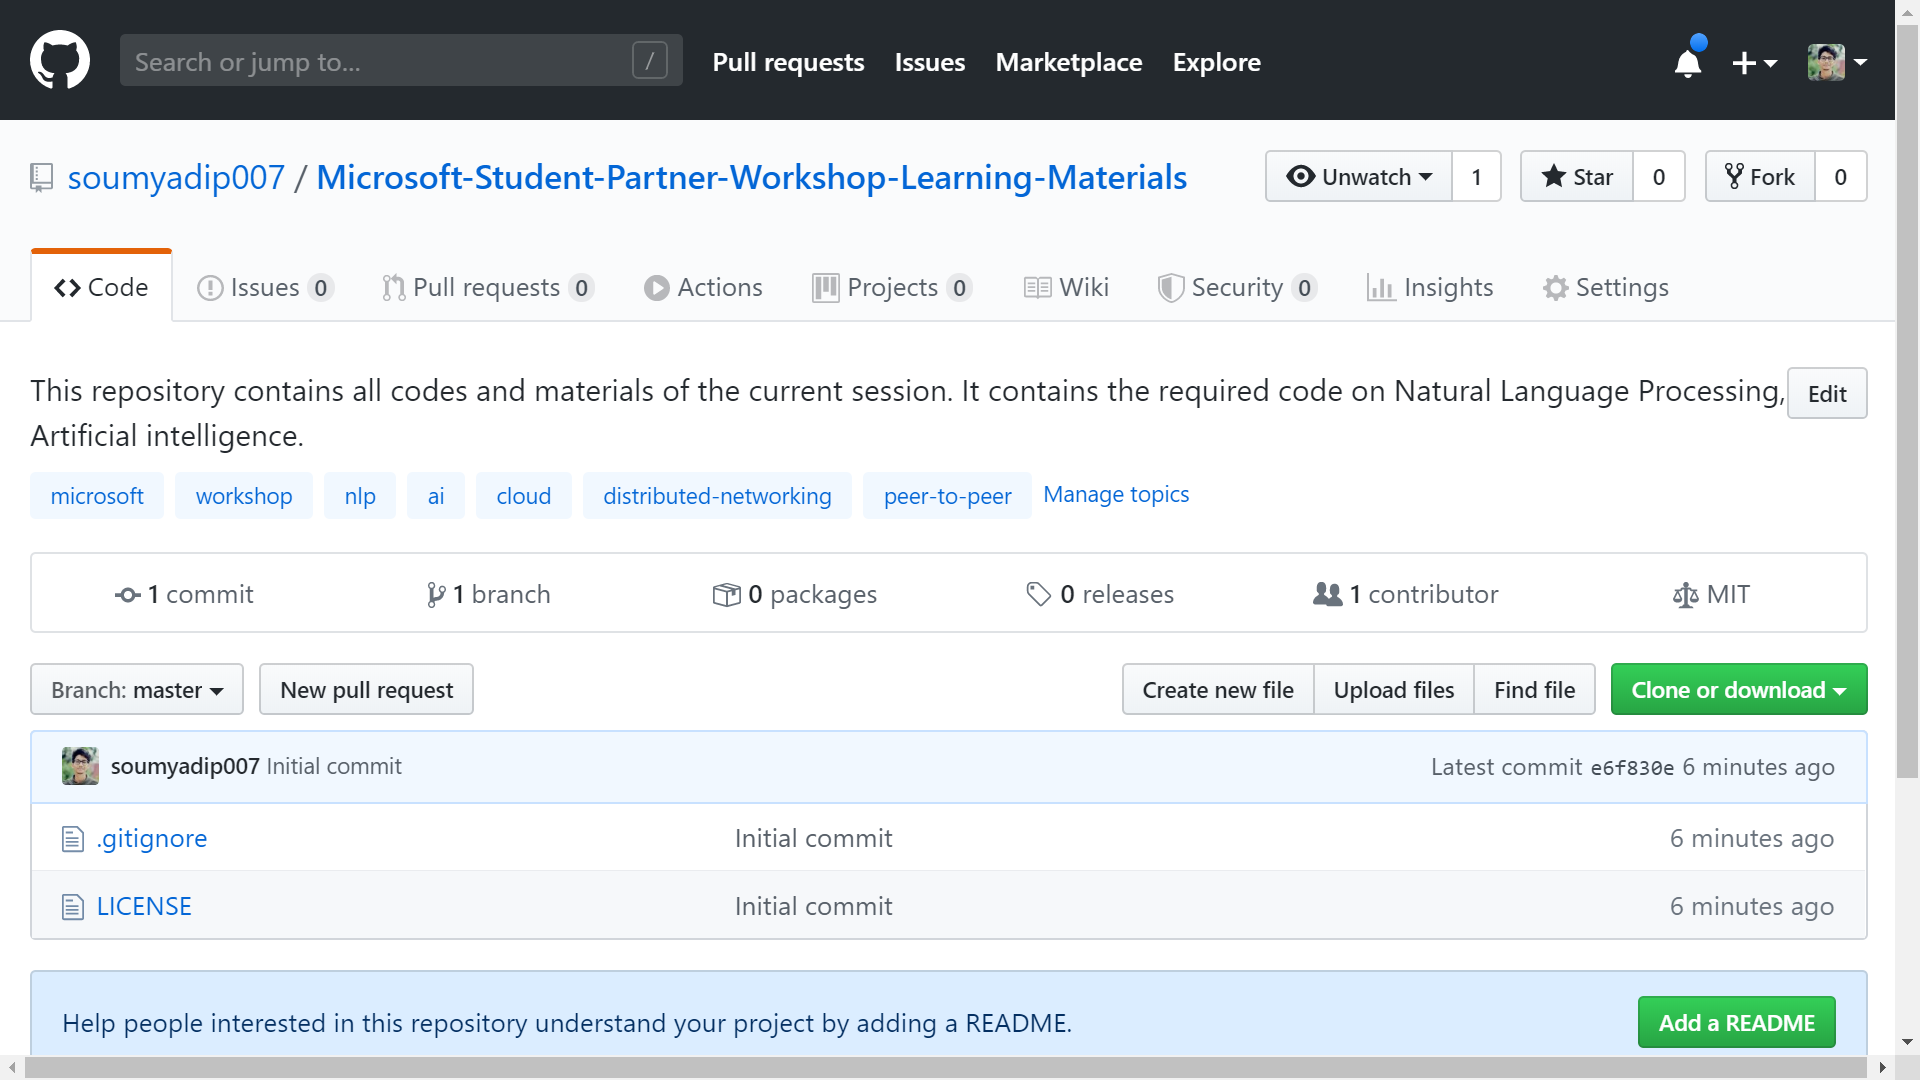 Search or jump to... / Pull requests Issues Marketplace Explore
soumyadip007 / Microsoft-Student-Partner-Workshop-Learning-Materials Unwatch 1 Star 0 Fork 0
Code Issues 0 Pull requests 0 Actions Projects 0 Wiki Security 0 Insights Settings
This repository contains all codes and materials of the current session. It contains the required code on Natural Language Processing, Edit
Artificial intelligence.
microsoft workshop nlp ai cloud distributed-networking peer-to-peer Manage topics
1 commit 1 branch 0 packages 0 releases 1 contributor MIT
Branch: master New pull request Create new file Upload files Find file Clone or download
soumyadip007 Initial commit Latest commit e6f830e 6 minutes ago
.gitignore Initial commit 6 minutes ago
LICENSE Initial commit 6 minutes ago
Help people interested in this repository understand your project by adding a README. Add a README